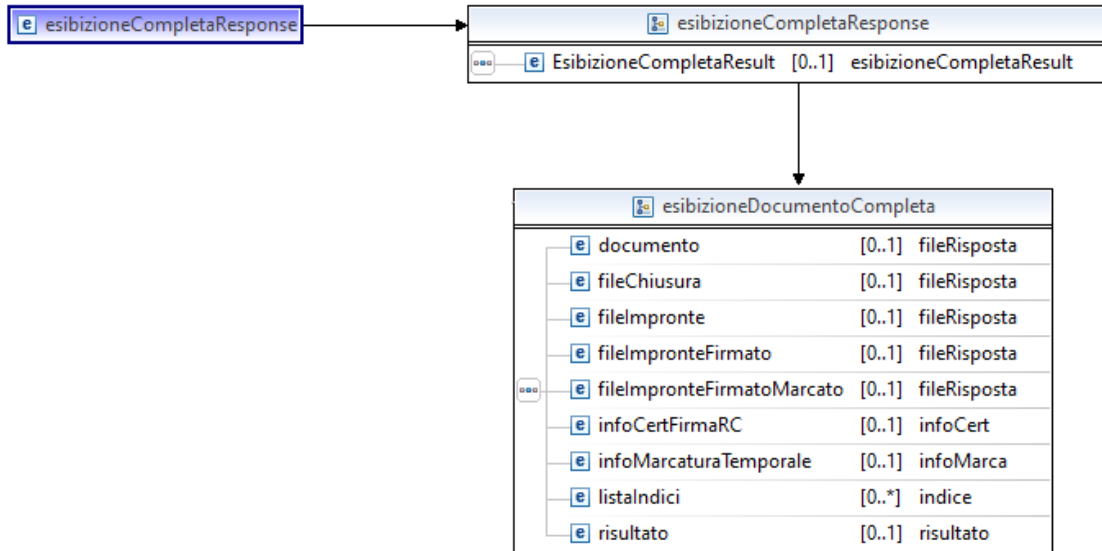 e esibizioneCompletaResponse
esibizioneCompletaResponse
e EsibizioneCompletaResult [0..1] esibizioneCompletaResult
esibizioneDocumentoCompleta
e documento [0..1] fileRisposta
e fileChiusura [0..1] fileRisposta
e fileImpronte [0..1] fileRisposta
e fileImpronteFirmato [0..1] fileRisposta
e fileImpronteFirmatoMarcato [0..1] fileRisposta
e infoCertFirmaRC [0..1] infoCert
e infoMarcaturaTemporale [0..1] infoMarca
e listaIndici [0..*] indice
e risultato [0..1] risultato